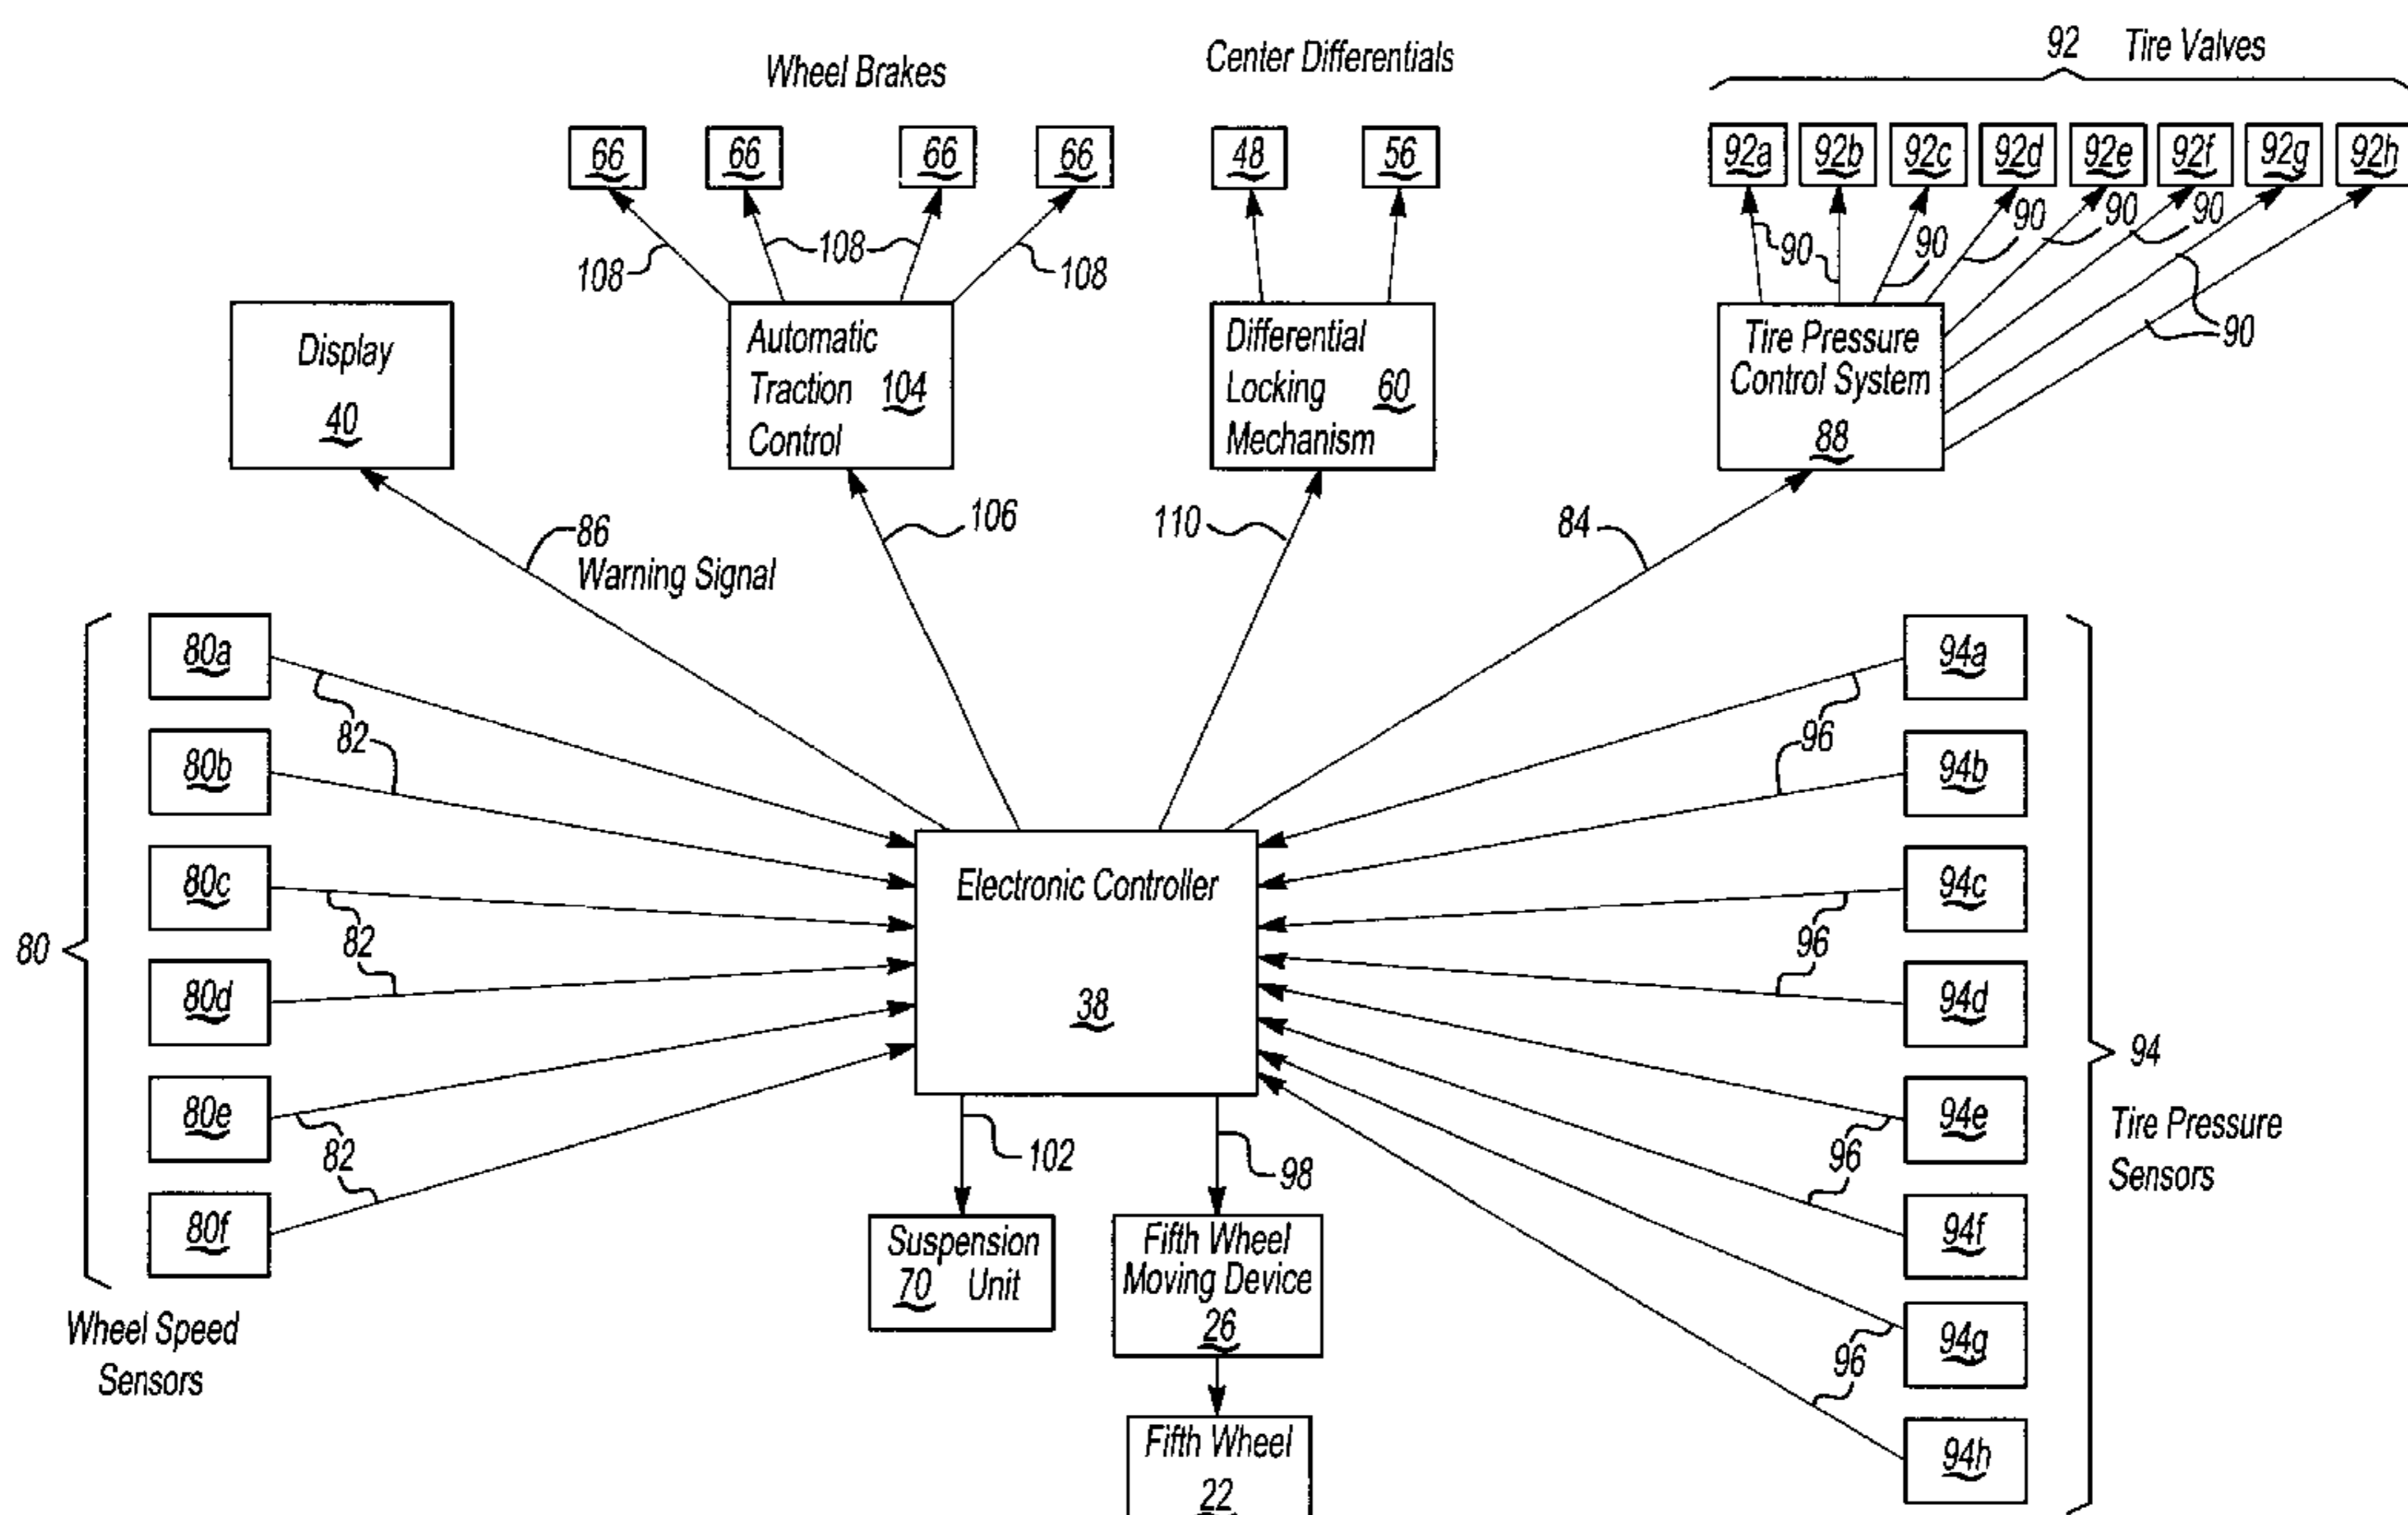 92 Tire Valves
Center Differentials
Wheel Brakes
66 66 66 66
48 56
92a 92b 92c 92d 92e 92f 92g 92h
108 108 108
90 90 90 90 90 90
Display
40
Automatic
Traction 104
Control
Differential
Locking 60
Mechanism
Tire Pressure
Control System
88
86
Warning Signal
106
110
84
80
80a
80b
80c
80d
80e
80f
82
82
82
Wheel Speed
Sensors
Electronic Controller
38
102
98
Suspension
70 Unit
Fifth Wheel
Moving Device
26
Fifth Wheel
22
94a
94b
94c
94d
94e
94f
94g
94h
96
96
96
96
94
Tire Pressure
Sensors